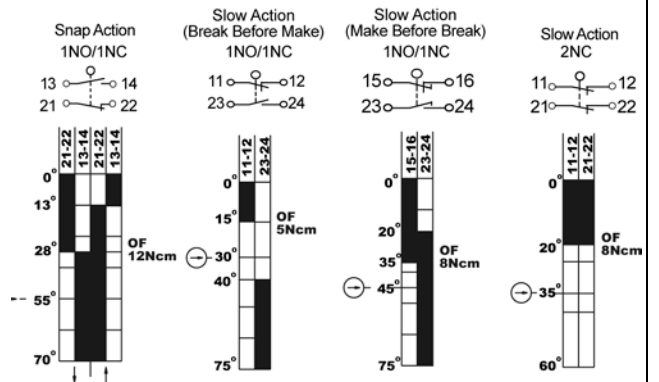 Snap Action
1NO/1NC
13 14
21 22
21-22 13-14 21-22 13-14
0°
13°
28°
55°
70°
OF
12Ncm
Slow Action
(Break Before Make)
1NO/1NC
11 12
23 24
11-12 23-24
0°
15°
30°
40°
75°
OF
5Ncm
Slow Action
(Make Before Break)
1NO/1NC
15 16
23 24
15-16 23-24
0°
20°
35°
45°
75°
OF
8Ncm
Slow Action
2NC
11 12
21 22
11-12 21-22
0°
20°
35°
60°
OF
8Ncm